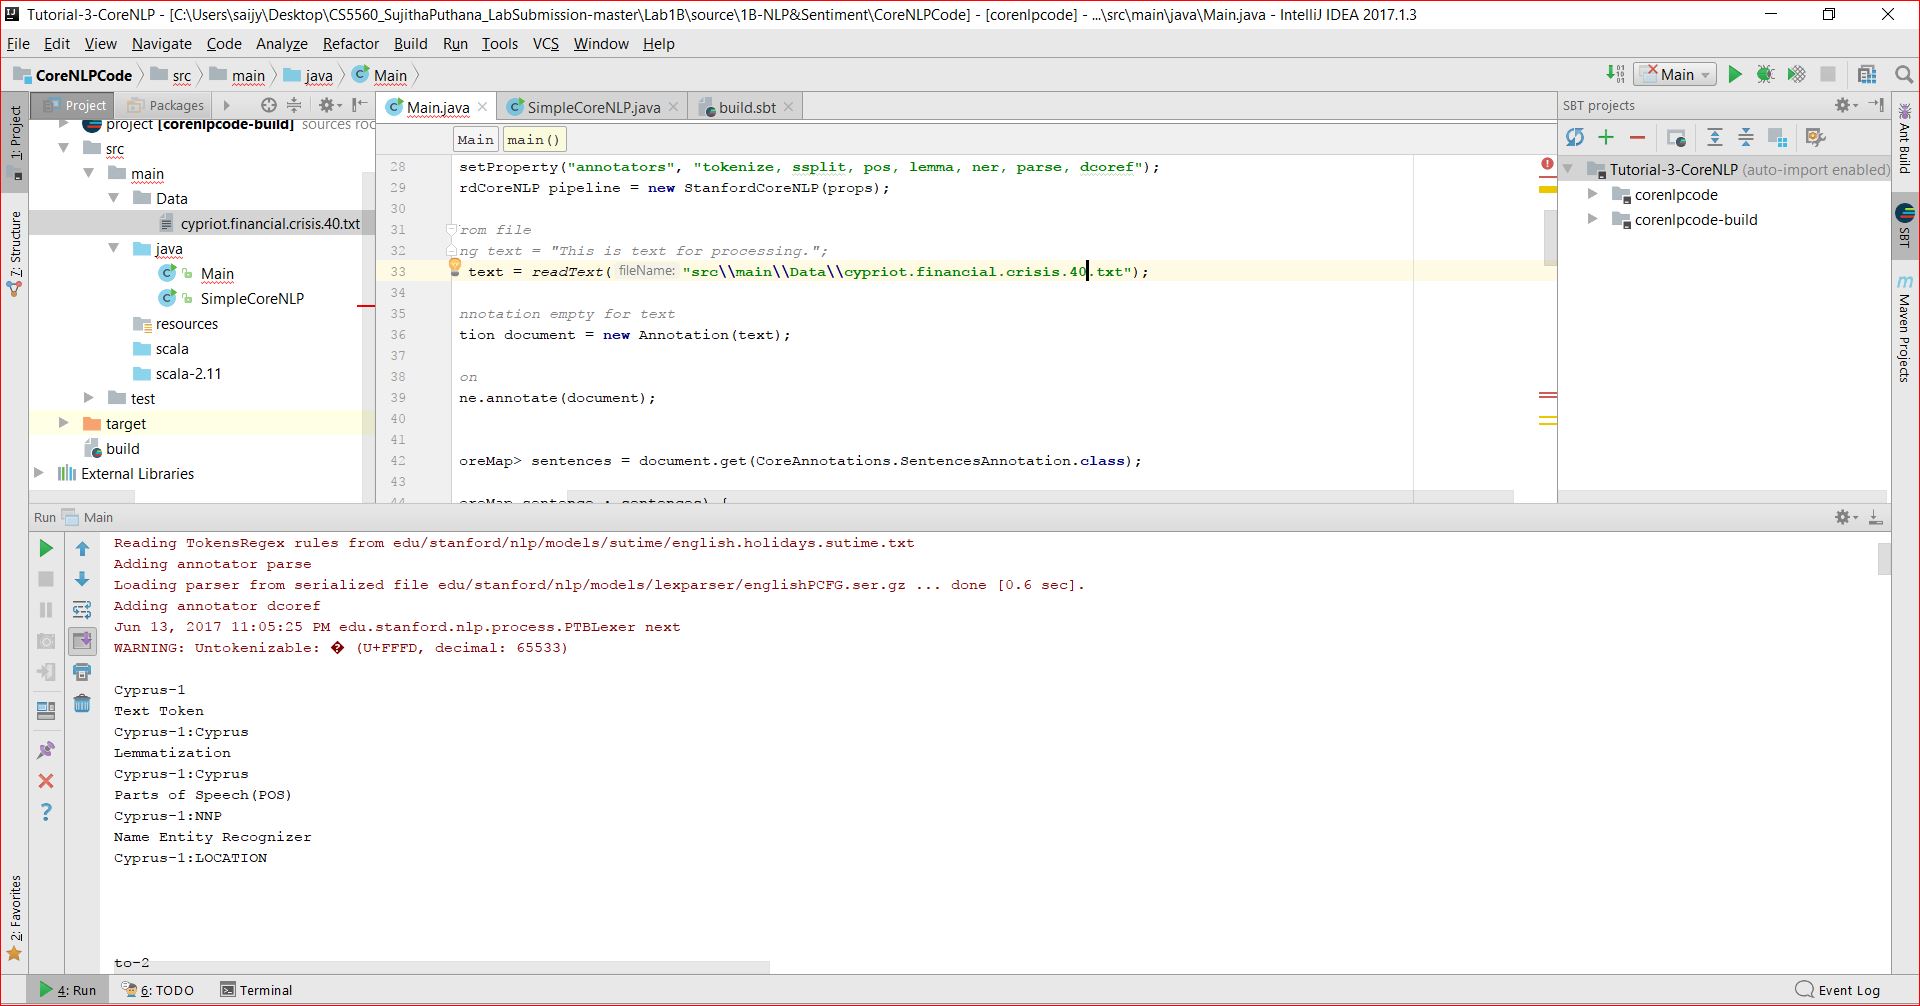 Tutorial-3-CoreNLP - [C:\Users\saijy\Desktop\CS5560_SujithaPuthana_LabSubmission-master\Lab1B\source\1B-NLP&Sentiment\CoreNLPCode] - [corenlpcode] - ...\src\main\java\Main.java - IntelliJ IDEA 2017.1.3
File Edit View Navigate Code Analyze Refactor Build Run Tools VCS Window Help
CoreNLPCode src main java Main
Main
Project Packages
Main.java SimpleCoreNLP.java build.sbt
SBT projects
1: Project
7: Structure
2: Favorites
project [corenlpcode-build] sources roo
src
main
Data
cypriot.financial.crisis.40.txt
java
Main
SimpleCoreNLP
resources
scala
scala-2.11
test
target
build
External Libraries
Main main()
28 setProperty("annotators", "tokenize, ssplit, pos, lemma, ner, parse, dcoref");
29 rdCoreNLP pipeline = new StanfordCoreNLP(props);
30
31 rom file
32 ng text = "This is text for processing.";
33 text = readText( fileName: "src\\main\\Data\\cypriot.financial.crisis.40.txt");
34
35 nnotation empty for text
36 tion document = new Annotation(text);
37
38 on
39 ne.annotate(document);
40
41
42 oreMap> sentences = document.get(CoreAnnotations.SentencesAnnotation.class);
43
44 oreMap sentence : sentences) {
Tutorial-3-CoreNLP (auto-import enabled)
corenlpcode
corenlpcode-build
Ant Build
SBT
Maven Projects
Run Main
Reading TokensRegex rules from edu/stanford/nlp/models/sutime/english.holidays.sutime.txt
Adding annotator parse
Loading parser from serialized file edu/stanford/nlp/models/lexparser/englishPCFG.ser.gz ... done [0.6 sec].
Adding annotator dcoref
Jun 13, 2017 11:05:25 PM edu.stanford.nlp.process.PTBLexer next
WARNING: Untokenizable: � (U+FFFD, decimal: 65533)
Cyprus-1
Text Token
Cyprus-1:Cyprus
Lemmatization
Cyprus-1:Cyprus
Parts of Speech(POS)
Cyprus-1:NNP
Name Entity Recognizer
Cyprus-1:LOCATION
to-2
4: Run 6: TODO Terminal
Event Log